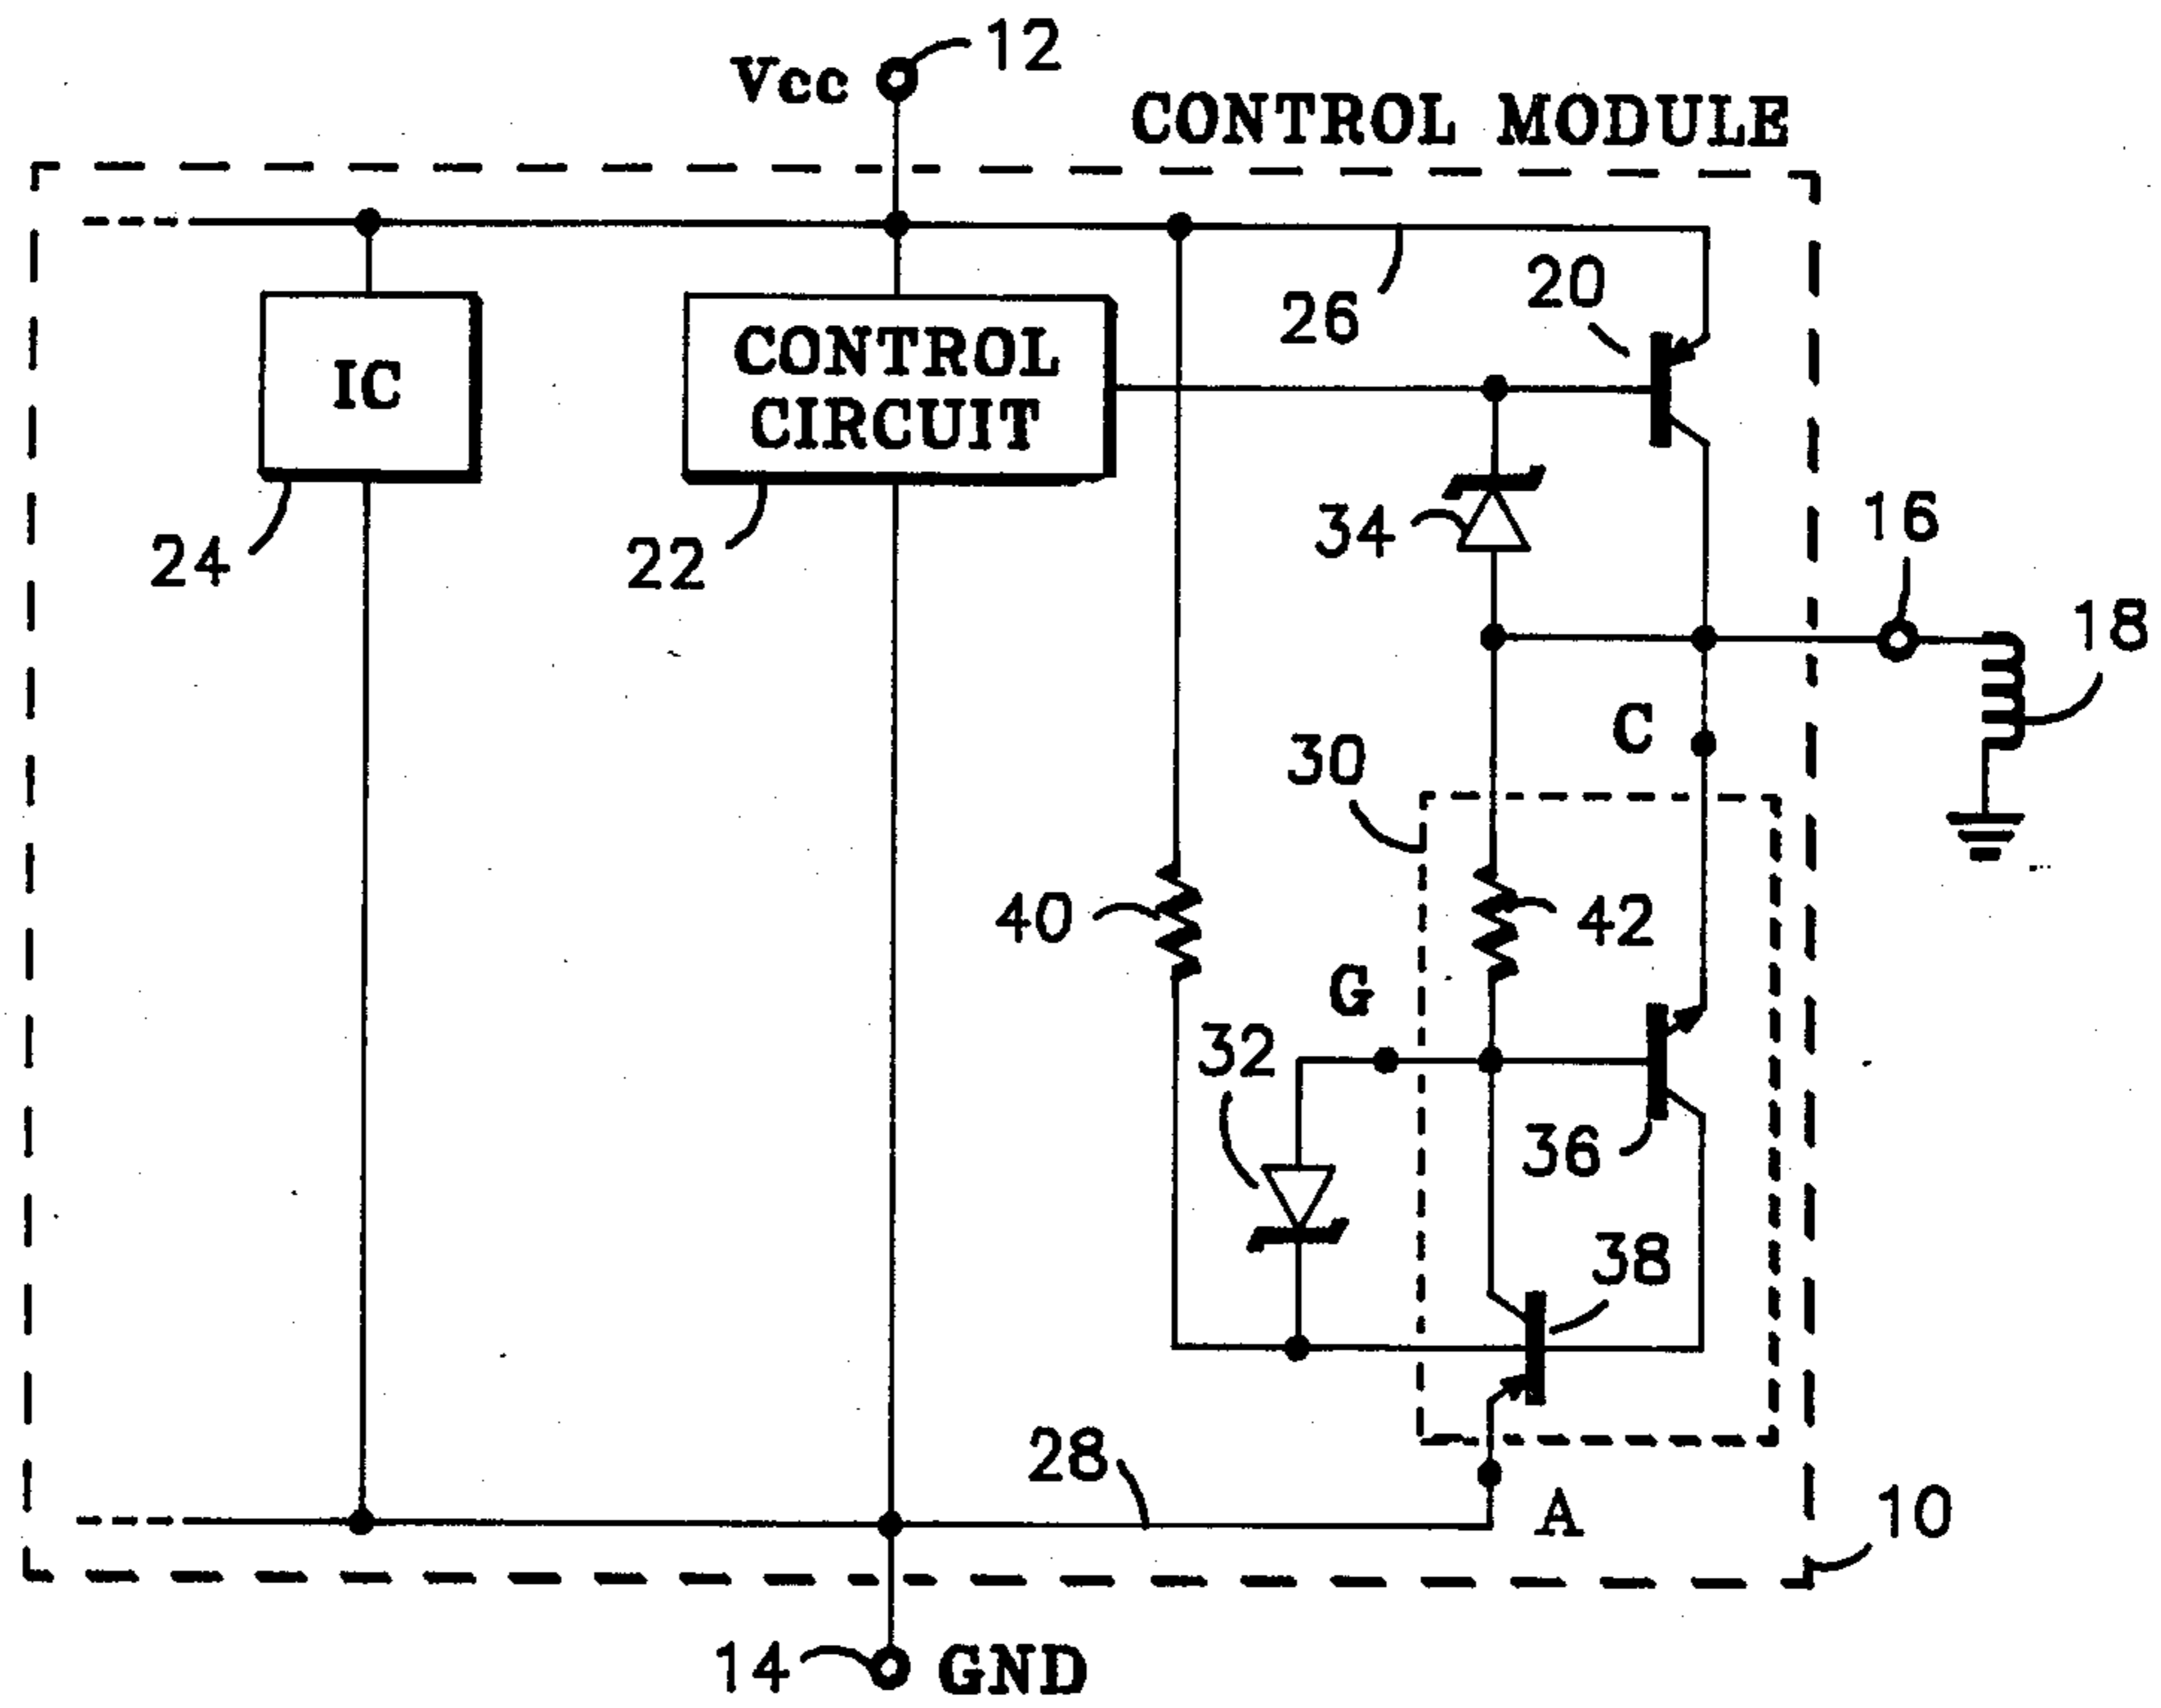 12
Vcc
CONTROL MODULE
20
26
IC
CONTROL
CIRCUIT
16
34
24
22
18
C
30
40
42
G
32
36
38
28
A
10
14
GND